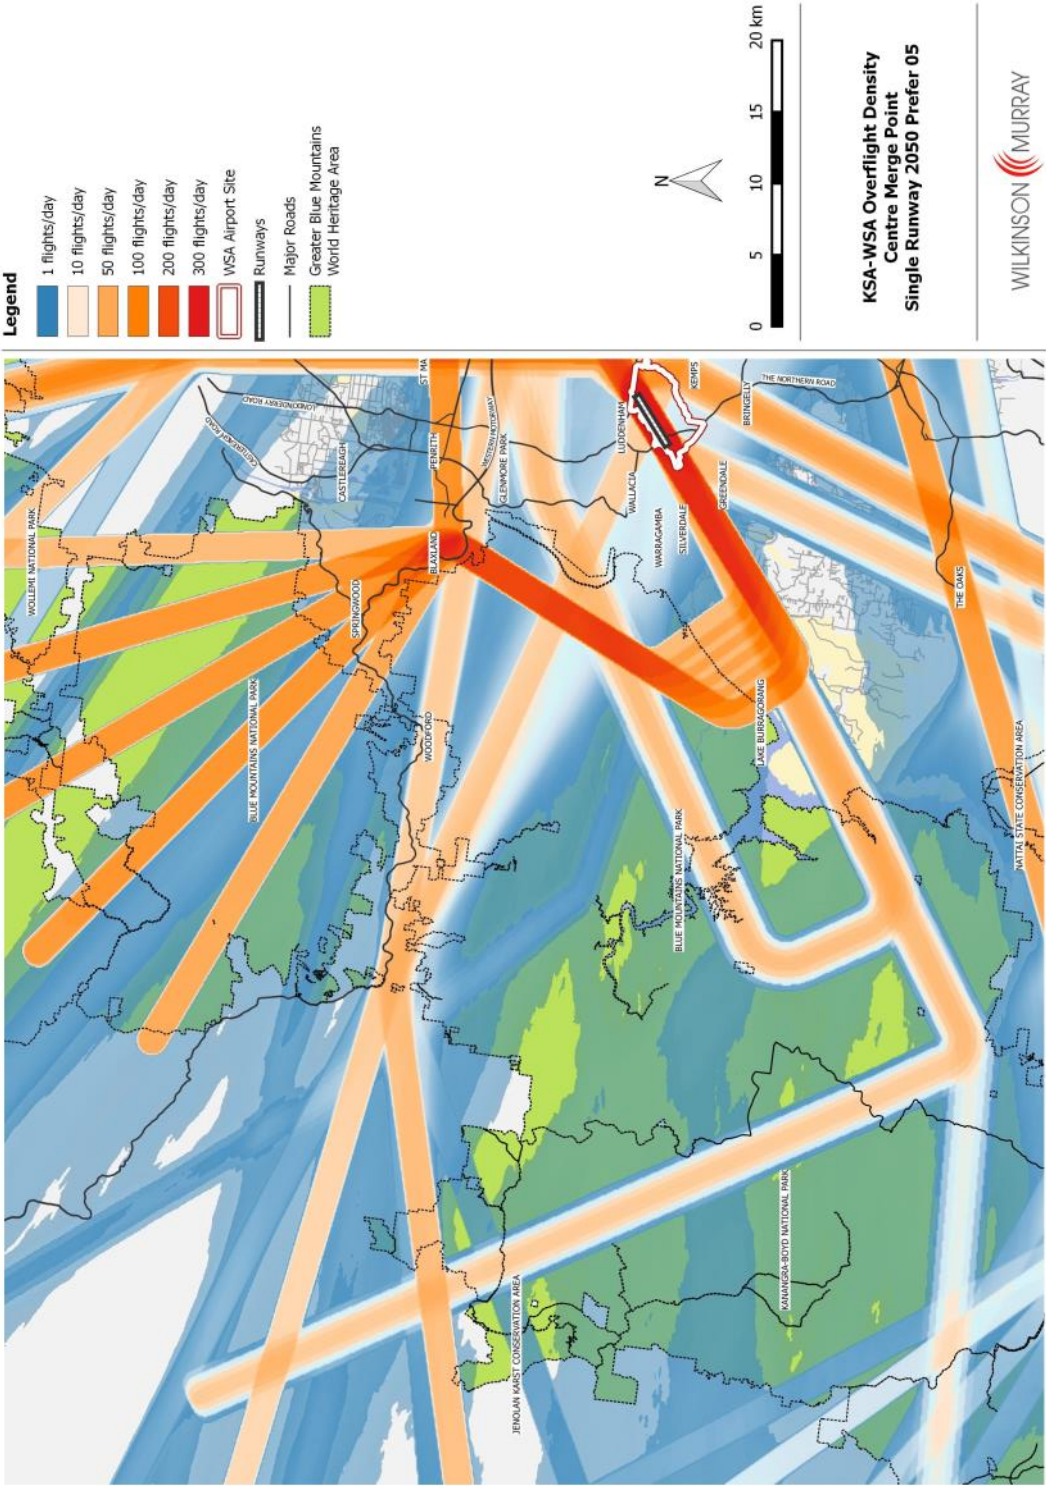 Legend
1 flights/day
10 flights/day
50 flights/day
100 flights/day
200 flights/day
300 flights/day
WSA Airport Site
Runways
Major Roads
Greater Blue Mountains
World Heritage Area
N
0 5 10 15 20 km
KSA-WSA Overflight Density
Centre Merge Point
Single Runway 2050 Prefer 05
WILKINSON MURRAY
WOLLEMI NATIONAL PARK
CASTLEREAGH ROAD
LONDONDERRY ROAD
CASTLEREAGH
SPRINGWOOD
BLUE MOUNTAINS NATIONAL PARK
ST MA
PENRITH
BLAXLAND
WOODFORD
WESTERN MOTORWAY
GLENMORE PARK
LUDDENHAM
WALLACIA
WARRAGAMBA
SILVERDALE
KEMPS
GREENDALE
BRINGELLY
THE NORTHERN ROAD
BLUE MOUNTAINS NATIONAL PARK
LAKE BURRAGORANG
THE OAKS
NATTAI STATE CONSERVATION AREA
JENOLAN KARST CONSERVATION AREA
KANANGRA-BOYD NATIONAL PARK